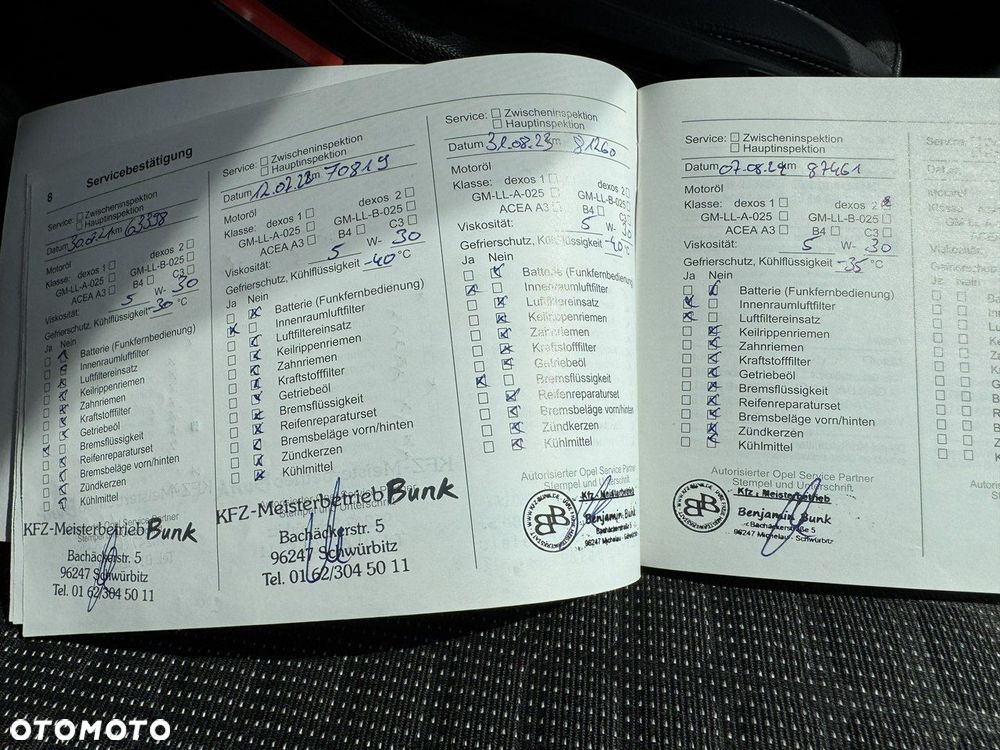 8 Servicebestätigung
Service: Zwischeninspektion
Hauptinspektion
Datum 30.07.21 km 63398
Motoröl
Klasse: dexos 1 dexos 2
GM-LL-A-025 GM-LL-B-025
ACEA A3 B4 C3
Viskosität: 5 W- 30
Gefrierschutz, Kühlflüssigkeit -30 °C
Ja Nein
Batterie (Funkfernbedienung)
Innenraumluftfilter
Luftfiltereinsatz
Keilrippenriemen
Zahnriemen
Kraftstofffilter
Getriebeöl
Bremsflüssigkeit
Reifenreparaturset
Bremsbeläge vorn/hinten
Zündkerzen
Kühlmittel
KFZ-Meisterbetrieb Bunk
Bachäckerstr. 5
96247 Schwürbitz
Tel. 01 62/304 50 11
Service: Zwischeninspektion
Hauptinspektion
Datum 12.07.22 km 70819
Motoröl
Klasse: dexos 1 dexos 2
GM-LL-A-025 GM-LL-B-025
ACEA A3 B4 C3
Viskosität: 5 W- 30
Gefrierschutz, Kühlflüssigkeit -40 °C
Ja Nein
Batterie (Funkfernbedienung)
Innenraumluftfilter
Luftfiltereinsatz
Keilrippenriemen
Zahnriemen
Kraftstofffilter
Getriebeöl
Bremsflüssigkeit
Reifenreparaturset
Bremsbeläge vorn/hinten
Zündkerzen
Kühlmittel
KFZ-Meisterbetrieb Bunk
Bachäckerstr. 5
96247 Schwürbitz
Tel. 01 62/304 50 11
Service: Zwischeninspektion
Hauptinspektion
Datum 31.08.23 km 81260
Motoröl
Klasse: dexos 1 dexos 2
GM-LL-A-025 GM-LL-B-025
ACEA A3 B4 C3
Viskosität: 5 W- 30
Gefrierschutz, Kühlflüssigkeit -40 °C
Ja Nein
Batterie (Funkfernbedienung)
Innenraumluftfilter
Luftfiltereinsatz
Keilrippenriemen
Zahnriemen
Kraftstofffilter
Getriebeöl
Bremsflüssigkeit
Reifenreparaturset
Bremsbeläge vorn/hinten
Zündkerzen
Kühlmittel
Autorisierter Opel Service Partner
Stempel und Unterschrift
Kfz - Meisterbetrieb
Benjamin Bunk
96247 Michelau - Schwürbitz
Service: Zwischeninspektion
Hauptinspektion
Datum 07.08.24 km 87461
Motoröl
Klasse: dexos 1 dexos 2
GM-LL-A-025 GM-LL-B-025
ACEA A3 B4 C3
Viskosität: 5 W- 30
Gefrierschutz, Kühlflüssigkeit -35 °C
Ja Nein
Batterie (Funkfernbedienung)
Innenraumluftfilter
Luftfiltereinsatz
Keilrippenriemen
Zahnriemen
Kraftstofffilter
Getriebeöl
Bremsflüssigkeit
Reifenreparaturset
Bremsbeläge vorn/hinten
Zündkerzen
Kühlmittel
Autorisierter Opel Service Partner
Stempel und Unterschrift
Kfz - Meisterbetrieb
Benjamin Bunk
Bachäckerstraße 5
96247 Michelau - Schwürbitz
OTOMOTO